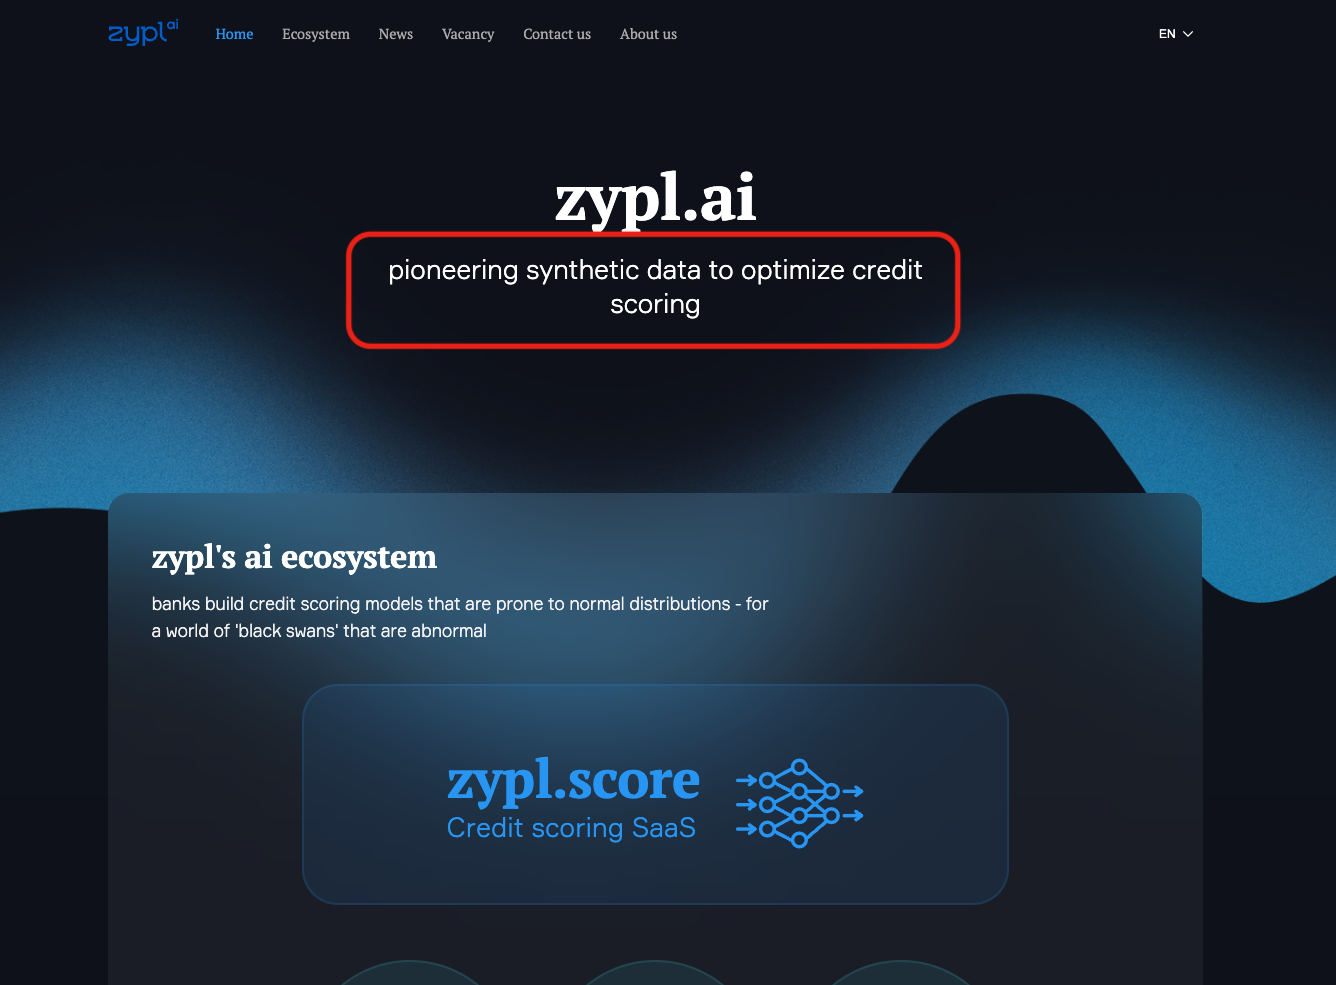 zypl ai
Home
Ecosystem
News
Vacancy
Contact us
About us
EN
zypl.ai
pioneering synthetic data to optimize credit
scoring
zypl's ai ecosystem
banks build credit scoring models that are prone to normal distributions - for
a world of 'black swans' that are abnormal
zypl.score
Credit scoring SaaS